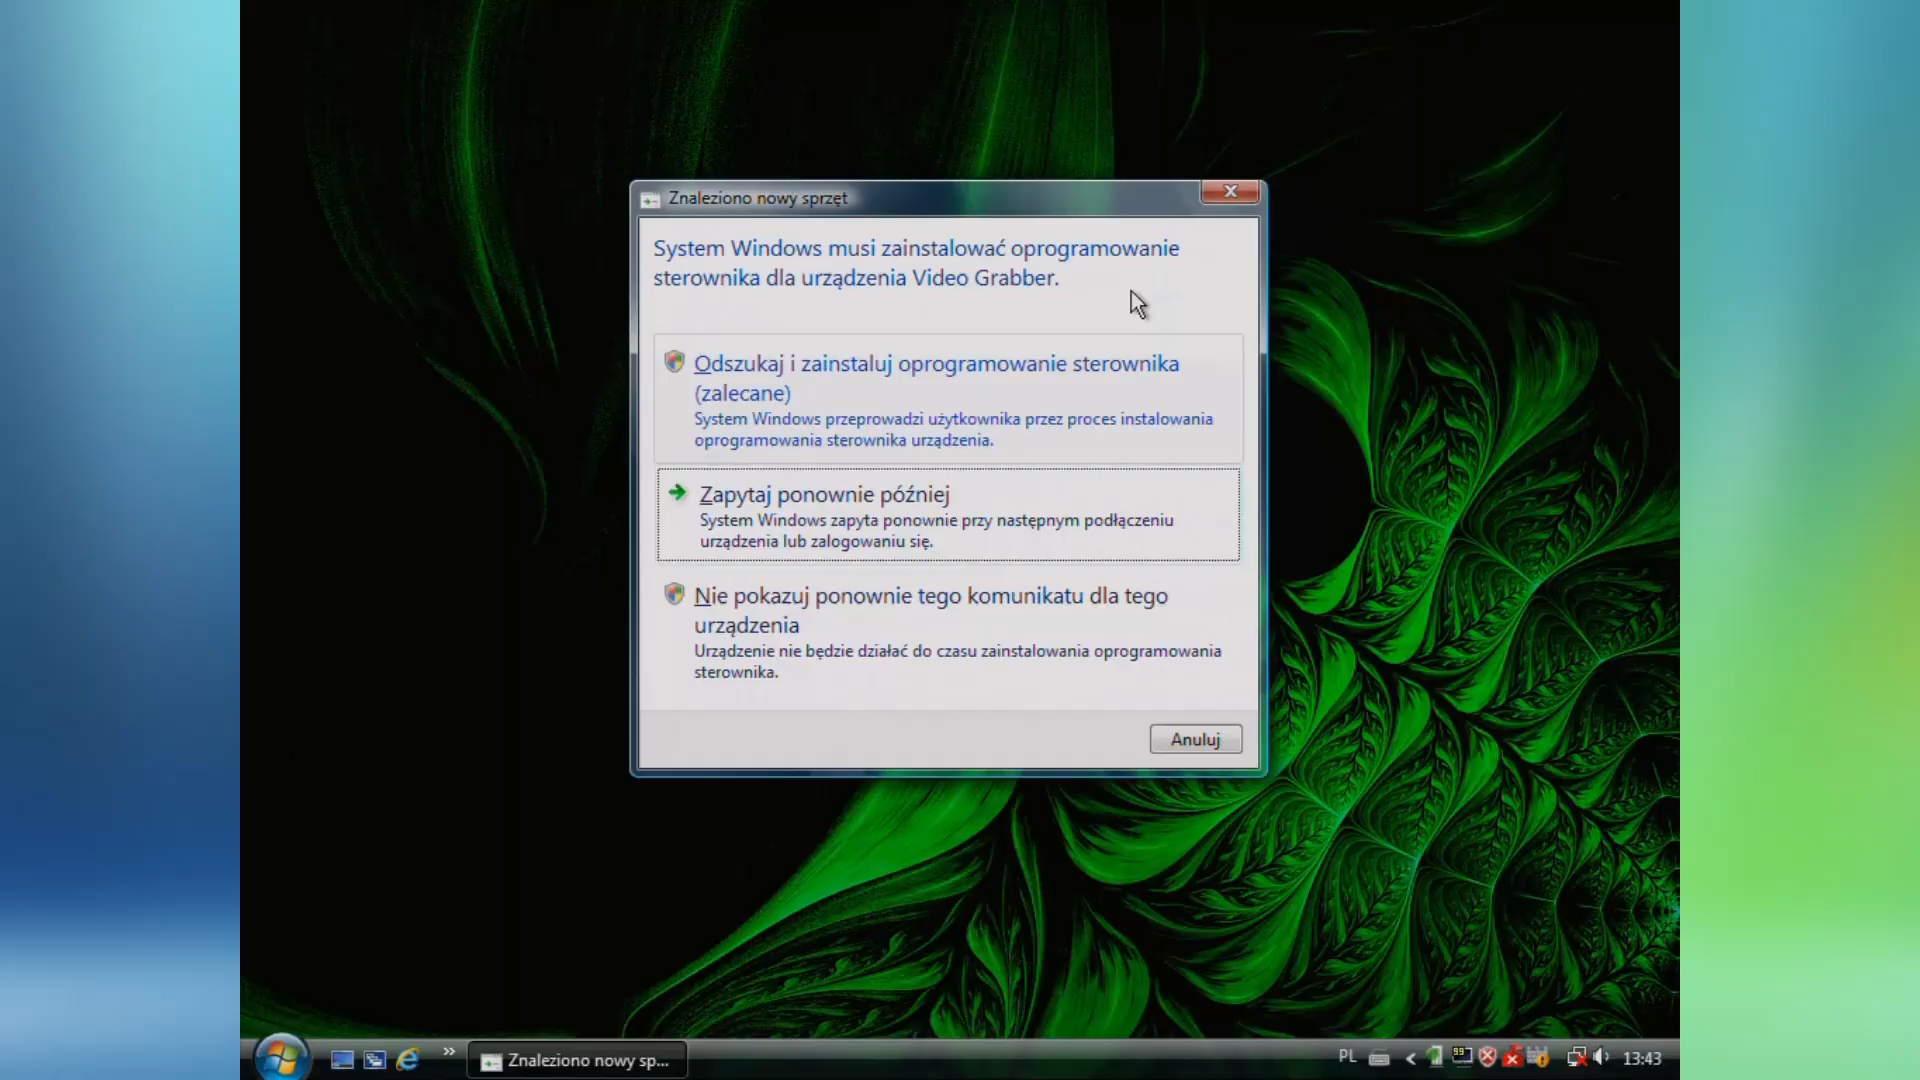 Znaleziono nowy sprzęt
System Windows musi zainstalować oprogramowanie
sterownika dla urządzenia Video Grabber.
Odszukaj i zainstaluj oprogramowanie sterownika
(zalecane)
System Windows przeprowadzi użytkownika przez proces instalowania
oprogramowania sterownika urządzenia.
Zapytaj ponownie później
System Windows zapyta ponownie przy następnym podłączeniu
urządzenia lub zalogowaniu się.
Nie pokazuj ponownie tego komunikatu dla tego
urządzenia
Urządzenie nie będzie działać do czasu zainstalowania oprogramowania
sterownika.
Anuluj
Znaleziono nowy sp...
PL
99
13:43